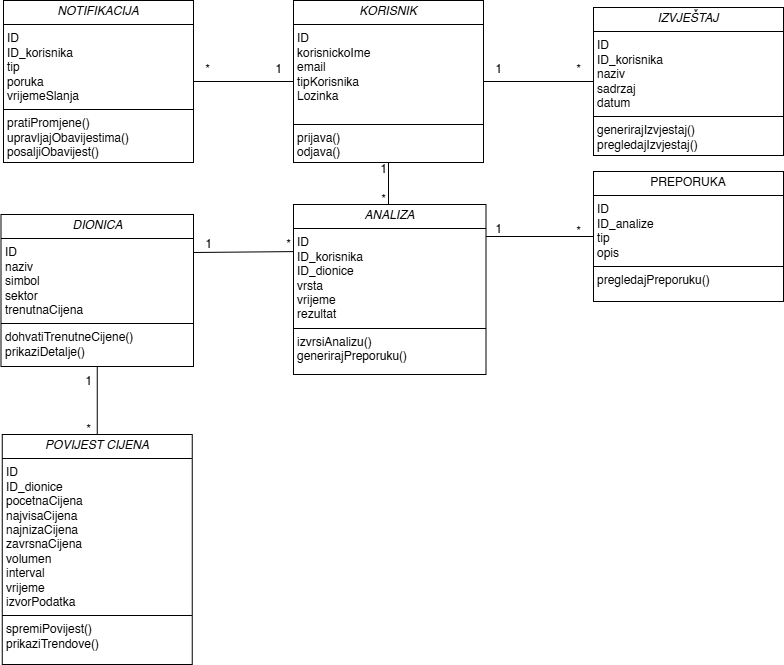 NOTIFIKACIJA
ID
ID_korisnika
tip
poruka
vrijemeSlanja
pratiPromjene()
upravljajObavijestima()
posaljiObavijest()
*
1
KORISNIK
ID
korisnickoIme
email
tipKorisnika
Lozinka
prijava()
odjava()
1
*
IZVJEŠTAJ
ID
ID_korisnika
naziv
sadrzaj
datum
generirajIzvjestaj()
pregledajIzvjestaj()
1
*
DIONICA
ID
naziv
simbol
sektor
trenutnaCijena
dohvatiTrenutneCijene()
prikaziDetalje()
1
*
ANALIZA
ID
ID_korisnika
ID_dionice
vrsta
vrijeme
rezultat
izvrsiAnalizu()
generirajPreporuku()
1
*
PREPORUKA
ID
ID_analize
tip
opis
pregledajPreporuku()
1
*
POVIJEST CIJENA
ID
ID_dionice
pocetnaCijena
najvisaCijena
najnizaCijena
zavrsnaCijena
volumen
interval
vrijeme
izvorPodatka
spremiPovijest()
prikaziTrendove()